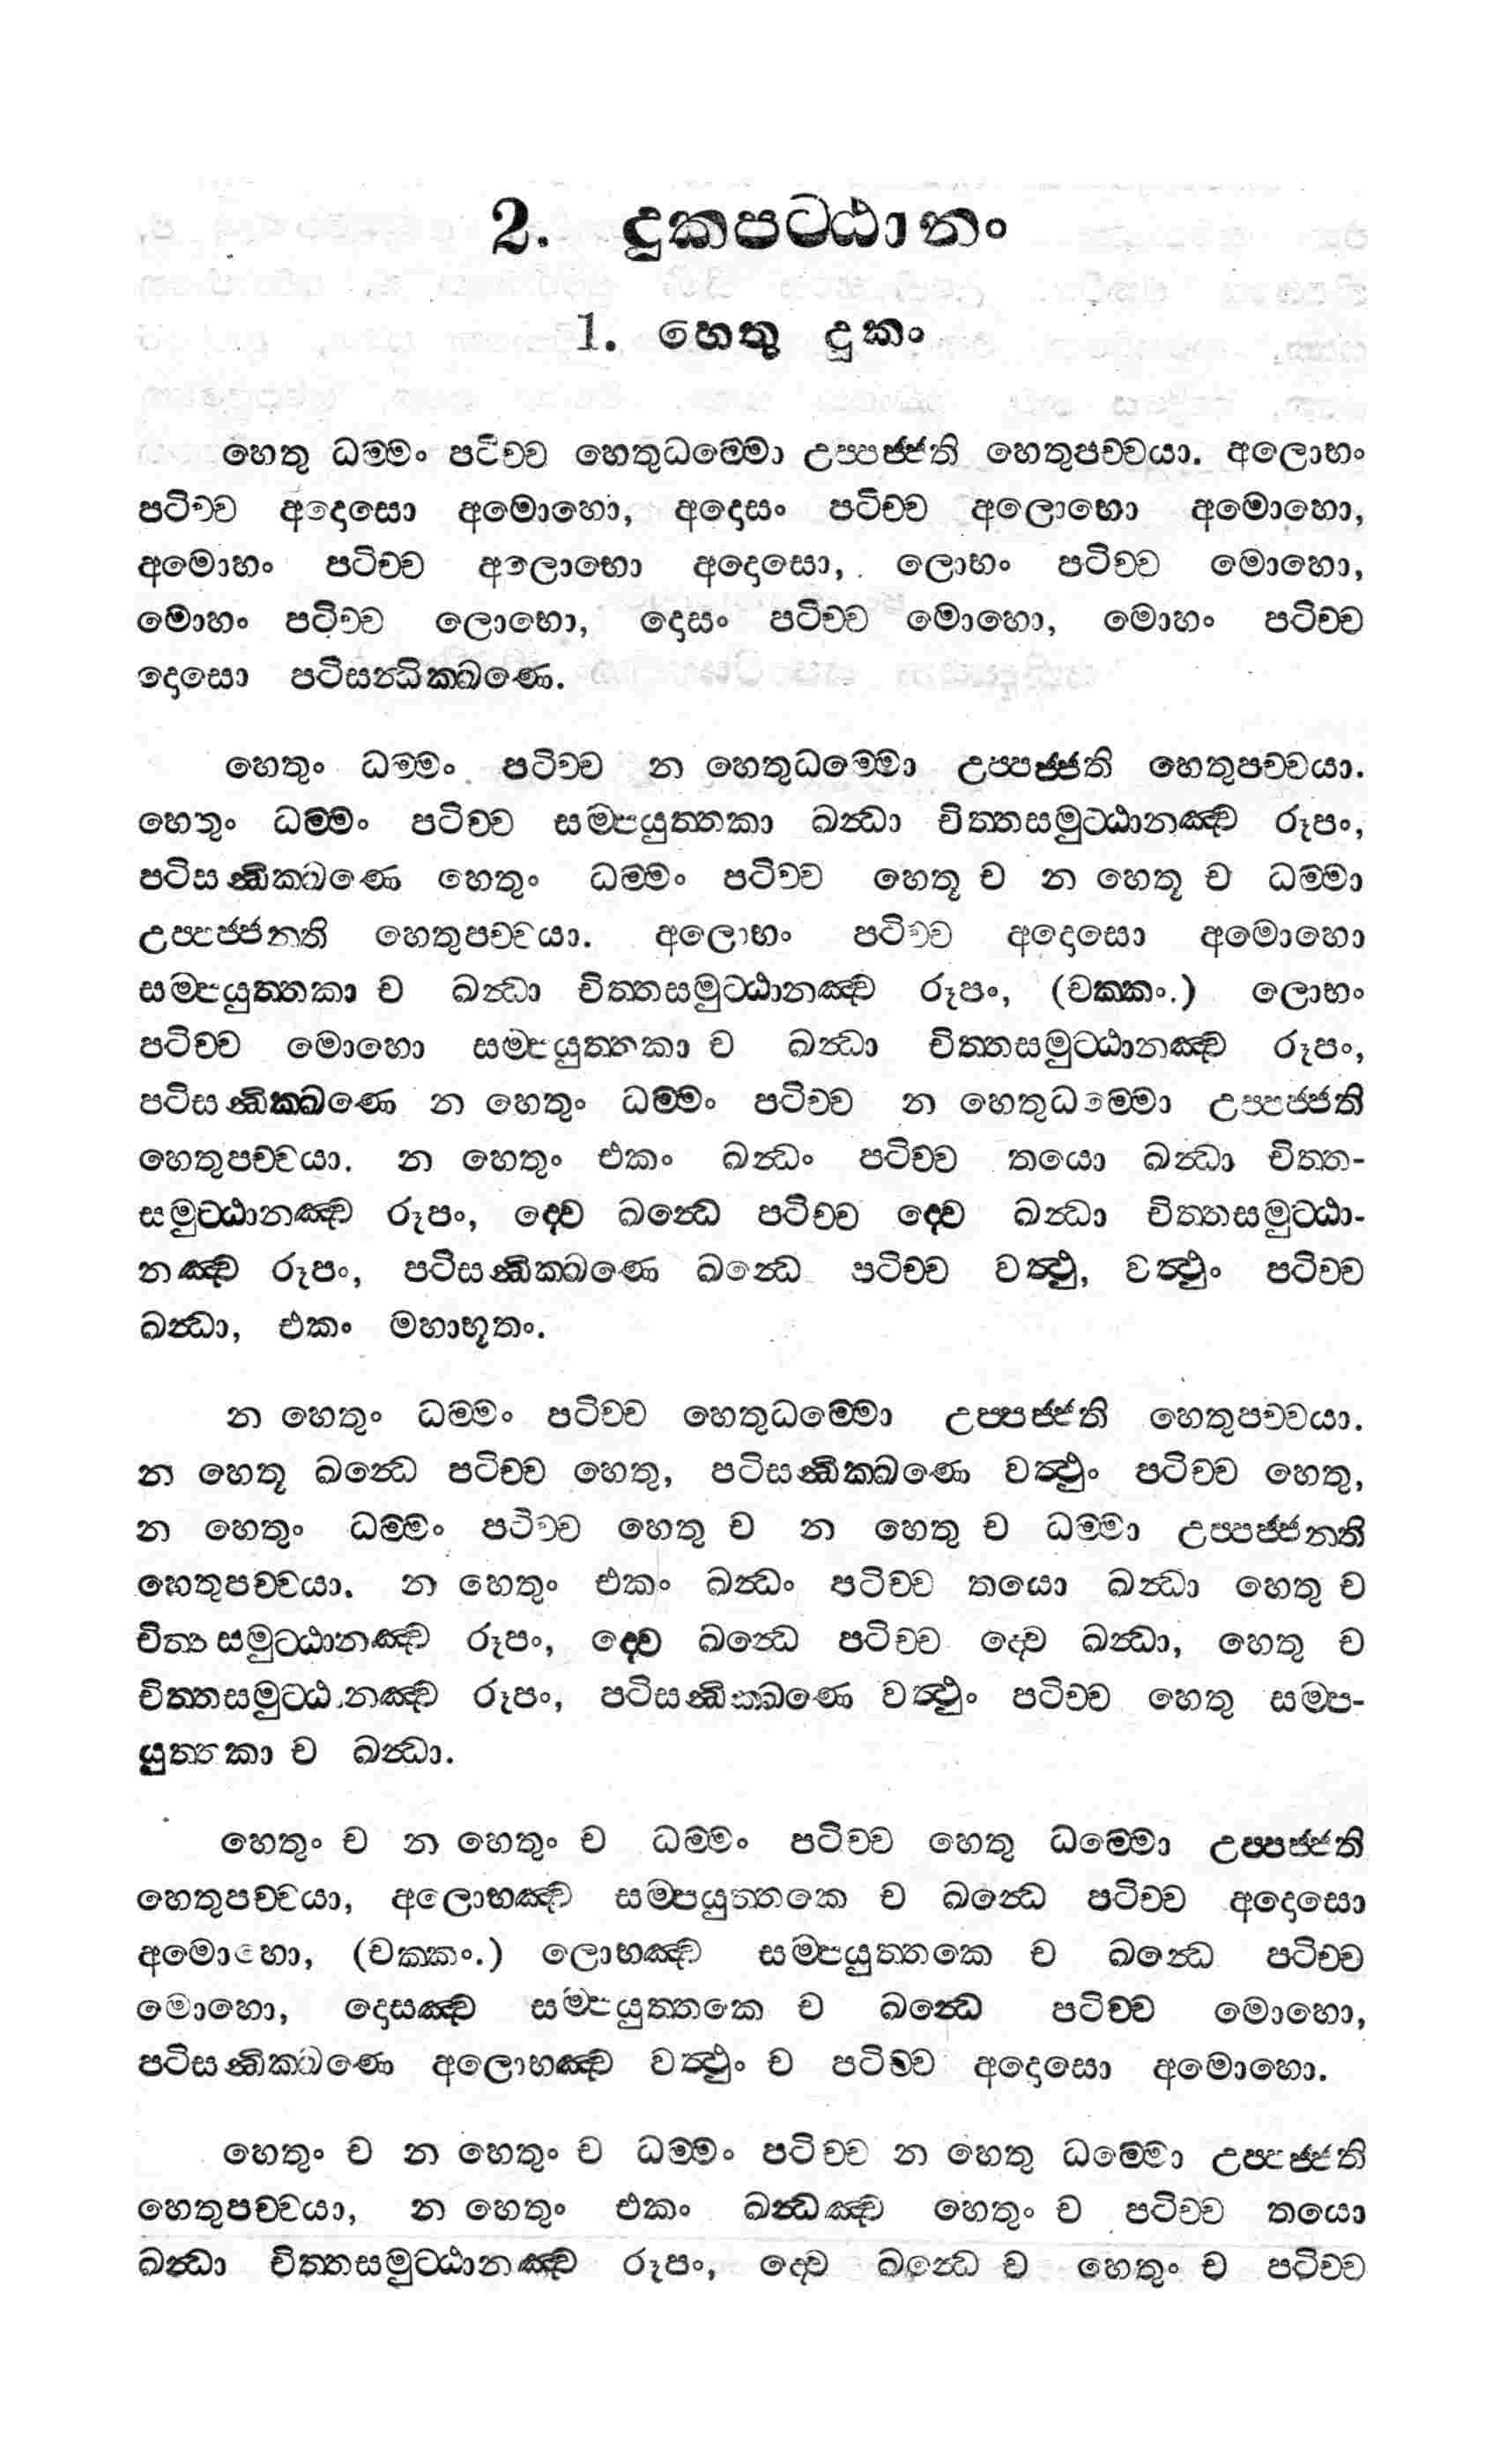 2. දුකපට්ඨානං
1. හෙතු දුකං
හෙතු ධම්මං පටිච්ච හෙතුධම්මො උප්පජ්ජති හෙතුපච්චයා. අලොභං
පටිච්ච අදොසො අමොහො, අදොසං පටිච්ච අලොභො අමොහො,
අමොහං පටිච්ච අලොභො අදොසො, ලොභං පටිච්ච මොහො,
මොහං පටිච්ච ලොභො, දොසං පටිච්ච මොහො, මොහං පටිච්ච
දොසො පටිසන්ධික්ඛණෙ.
හෙතුං ධම්මං පටිච්ච න හෙතුධම්මො උප්පජ්ජති හෙතුපච්චයා.
හෙතුං ධම්මං පටිච්ච සම්පයුත්තකා ඛන්ධා චිත්තසමුට්ඨානඤ්ච රූපං,
පටිසන්ධික්ඛණෙ හෙතුං ධම්මං පටිච්ච හෙතූ ච න හෙතූ ච ධම්මා
උප්පජ්ජන්ති හෙතුපච්චයා. අලොභං පටිච්ච අදොසො අමොහො
සම්පයුත්තකා ච ඛන්ධා චිත්තසමුට්ඨානඤ්ච රූපං, (චක්කං.) ලොභං
පටිච්ච මොහො සම්පයුත්තකා ච ඛන්ධා චිත්තසමුට්ඨානඤ්ච රූපං,
පටිසන්ධික්ඛණෙ න හෙතුං ධම්මං පටිච්ච න හෙතුධම්මො උප්පජ්ජති
හෙතුපච්චයා. න හෙතුං එකං ඛන්ධං පටිච්ච තයො ඛන්ධා චිත්ත-
සමුට්ඨානඤ්ච රූපං, ද්වෙ ඛන්ධෙ පටිච්ච ද්වෙ ඛන්ධා චිත්තසමුට්ඨා-
නඤ්ච රූපං, පටිසන්ධික්ඛණෙ ඛන්ධෙ පටිච්ච වත්ථු, වත්ථුං පටිච්ච
ඛන්ධා, එකං මහාභූතං.
න හෙතුං ධම්මං පටිච්ච හෙතුධම්මො උප්පජ්ජති හෙතුපච්චයා.
න හෙතූ ඛන්ධෙ පටිච්ච හෙතු, පටිසන්ධික්ඛණෙ වත්ථුං පටිච්ච හෙතු,
න හෙතුං ධම්මං පටිච්ච හෙතු ච න හෙතු ච ධම්මා උප්පජ්ජන්ති
හෙතුපච්චයා. න හෙතුං එකං ඛන්ධං පටිච්ච තයො ඛන්ධා හෙතු ච
චිත්තසමුට්ඨානඤ්ච රූපං, ද්වෙ ඛන්ධෙ පටිච්ච ද්වෙ ඛන්ධා, හෙතු ච
චිත්තසමුට්ඨානඤ්ච රූපං, පටිසන්ධික්ඛණෙ වත්ථුං පටිච්ච හෙතු සම්ප-
යුත්තකා ච ඛන්ධා.
හෙතුං ච න හෙතුං ච ධම්මං පටිච්ච හෙතු ධම්මො උප්පජ්ජති
හෙතුපච්චයා, අලොභඤ්ච සම්පයුත්තකෙ ච ඛන්ධෙ පටිච්ච අදොසො
අමොහො, (චක්කං.) ලොභඤ්ච සම්පයුත්තකෙ ච ඛන්ධෙ පටිච්ච
මොහො, දොසඤ්ච සම්පයුත්තකෙ ච ඛන්ධෙ පටිච්ච මොහො,
පටිසන්ධික්ඛණෙ අලොභඤ්ච වත්ථුං ච පටිච්ච අදොසො අමොහො.
හෙතුං ච න හෙතුං ච ධම්මං පටිච්ච න හෙතු ධම්මො උප්පජ්ජති
හෙතුපච්චයා, න හෙතුං එකං ඛන්ධඤ්ච හෙතුං ච පටිච්ච තයො
ඛන්ධා චිත්තසමුට්ඨානඤ්ච රූපං, ද්වෙ ඛන්ධෙ ච හෙතුං ච පටිච්ච